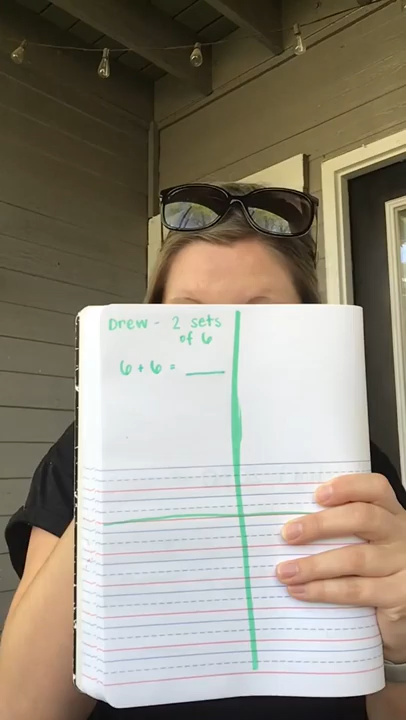 Drew - 2 sets
of 6
6 + 6 = ____